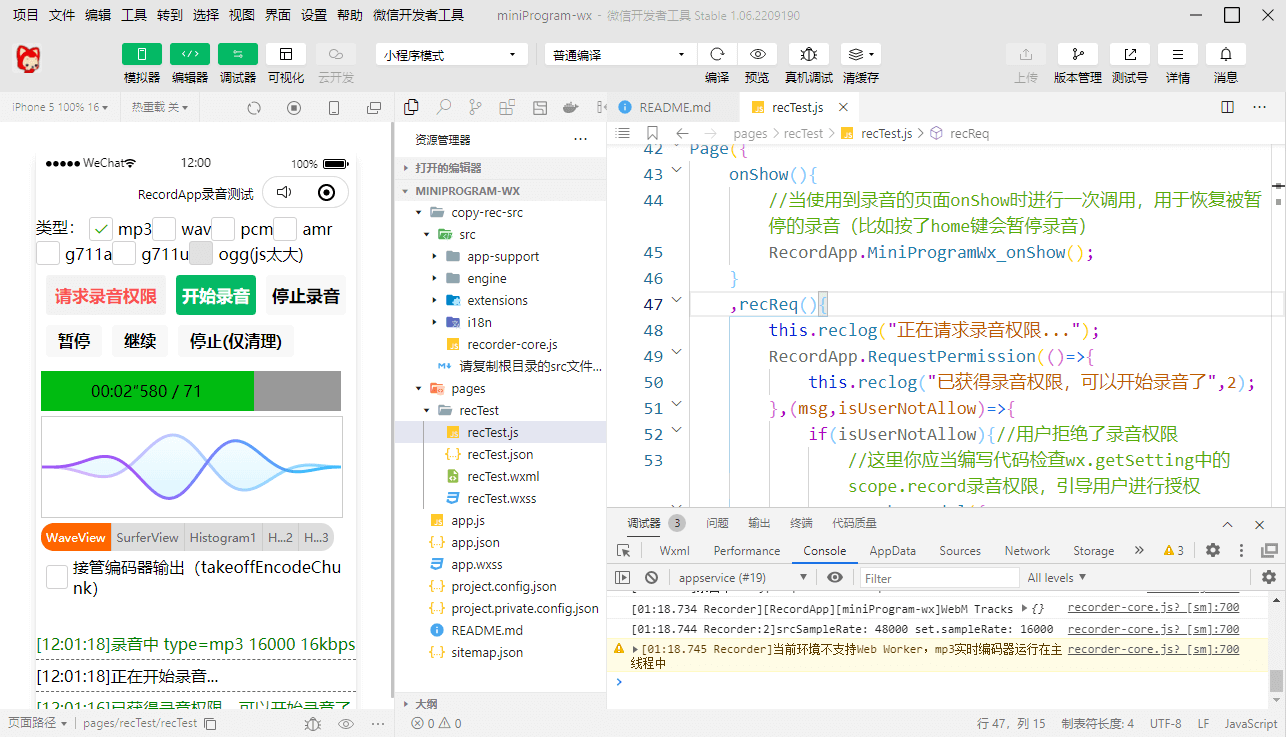 项目 文件 编辑 工具 转到 选择 视图 界面 设置 帮助 微信开发者工具 miniProgram-wx - 微信开发者工具 Stable 1.06.2209190
小程序模式 普通编译
模拟器 编辑器 调试器 可视化 云开发 编译 预览 真机调试 清缓存 上传 版本管理 测试号 详情 消息
iPhone 5 100% 16 热重载 关
WeChat 12:00 100%
RecordApp录音测试
类型： mp3 wav pcm amr
g711a g711u ogg(js太大)
请求录音权限 开始录音 停止录音
暂停 继续 停止(仅清理)
00:02"580 / 71
WaveView SurferView Histogram1 H...2 H...3
接管编码器输出（takeoffEncodeChu
nk）
[12:01:18]录音中 type=mp3 16000 16kbps
[12:01:18]正在开始录音...
[12:01:16]已获得录音权限，可以开始录音了
页面路径 pages/recTest/recTest
资源管理器
打开的编辑器
MINIPROGRAM-WX
copy-rec-src
src
app-support
engine
extensions
i18n
recorder-core.js
请复制根目录的src文件...
pages
recTest
recTest.js
recTest.json
recTest.wxml
recTest.wxss
app.js
app.json
app.wxss
project.config.json
project.private.config.json
README.md
sitemap.json
大纲
0 0
README.md recTest.js
pages > recTest > recTest.js > recReq
42 Page({
43 onShow(){
44 //当使用到录音的页面onShow时进行一次调用，用于恢复被暂
停的录音（比如按了home键会暂停录音）
45 RecordApp.MiniProgramWx_onShow();
46 }
47 ,recReq(){
48 this.reclog("正在请求录音权限...");
49 RecordApp.RequestPermission(()=>{
50 this.reclog("已获得录音权限，可以开始录音了",2);
51 },(msg,isUserNotAllow)=>{
52 if(isUserNotAllow){//用户拒绝了录音权限
53 //这里你应当编写代码检查wx.getSetting中的
scope.record录音权限，引导用户进行授权
调试器 3 问题 输出 终端 代码质量
Wxml Performance Console AppData Sources Network Storage 3
appservice (#19) Filter All levels
[01:18.734 Recorder][RecordApp][miniProgram-wx]WebM Tracks {} recorder-core.js? [sm]:700
[01:18.744 Recorder:2]srcSampleRate: 48000 set.sampleRate: 16000 recorder-core.js? [sm]:700
[01:18.745 Recorder]当前环境不支持Web Worker，mp3实时编码器运行在主 recorder-core.js? [sm]:700
线程中
行 47，列 15 制表符长度: 4 UTF-8 LF JavaScript